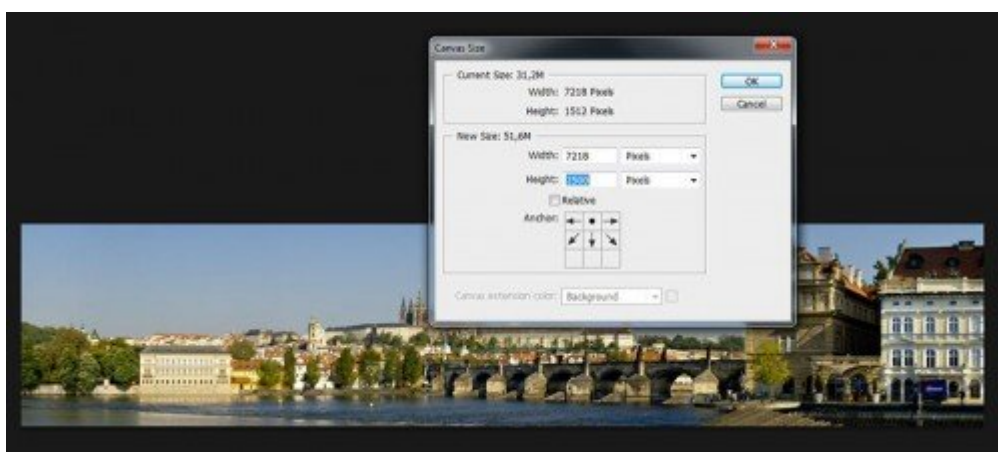 Canvas Size
Current Size: 31,2M
Width: 7218 Pixels
Height: 1512 Pixels
OK
Cancel
New Size: 51,6M
Width: 7218 Pixels
Height: 2500 Pixels
Relative
Anchor:
Canvas extension color: Background